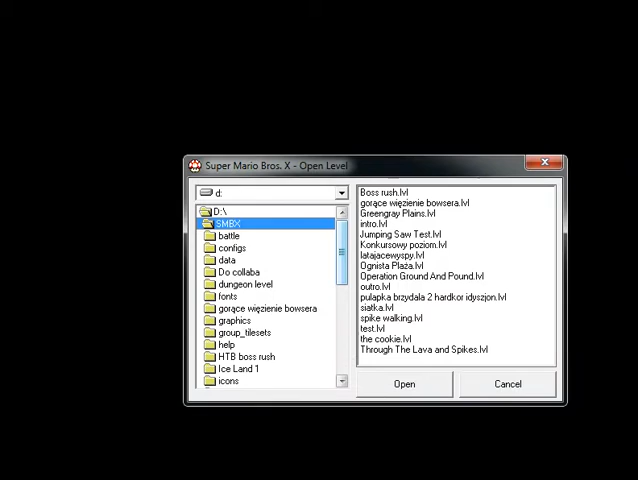 Super Mario Bros. X - Open Level
d:
D:\
SMBX
battle
configs
data
Do collaba
dungeon level
fonts
gorące więzienie bowsera
graphics
group_tilesets
help
HTB boss rush
Ice Land 1
icons
Boss rush.lvl
gorące więzienie bowsera.lvl
Greengray Plains.lvl
intro.lvl
Jumping Saw Test.lvl
Konkursowy poziom.lvl
latajacewyspy.lvl
Ognista Plaża.lvl
Operation Ground And Pound.lvl
outro.lvl
pulapka brzydala 2 hardkor idyszjon.lvl
siatka.lvl
spike walking.lvl
test.lvl
the cookie.lvl
Through The Lava and Spikes.lvl
Open
Cancel